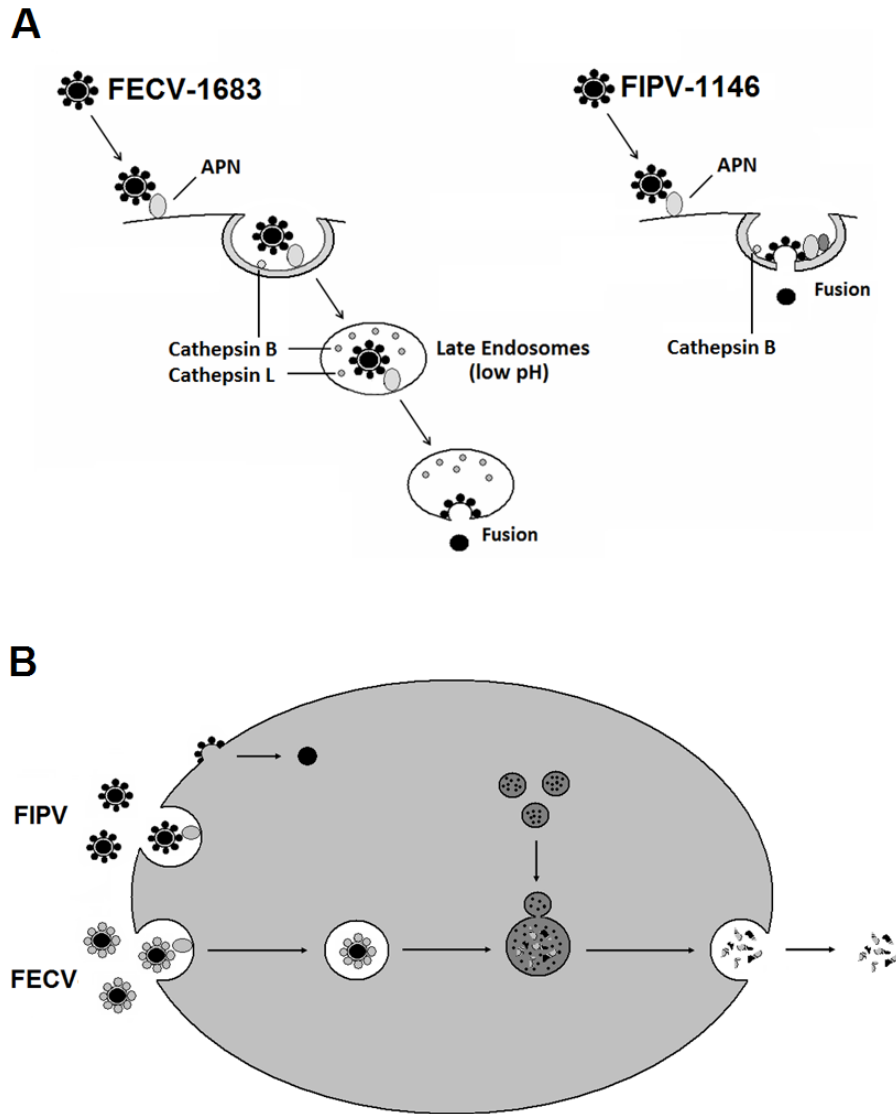 A
FECV-1683
FIPV-1146
APN
APN
Fusion
Cathepsin B
Cathepsin L
Late Endosomes
(low pH)
Cathepsin B
Fusion
B
FIPV
FECV